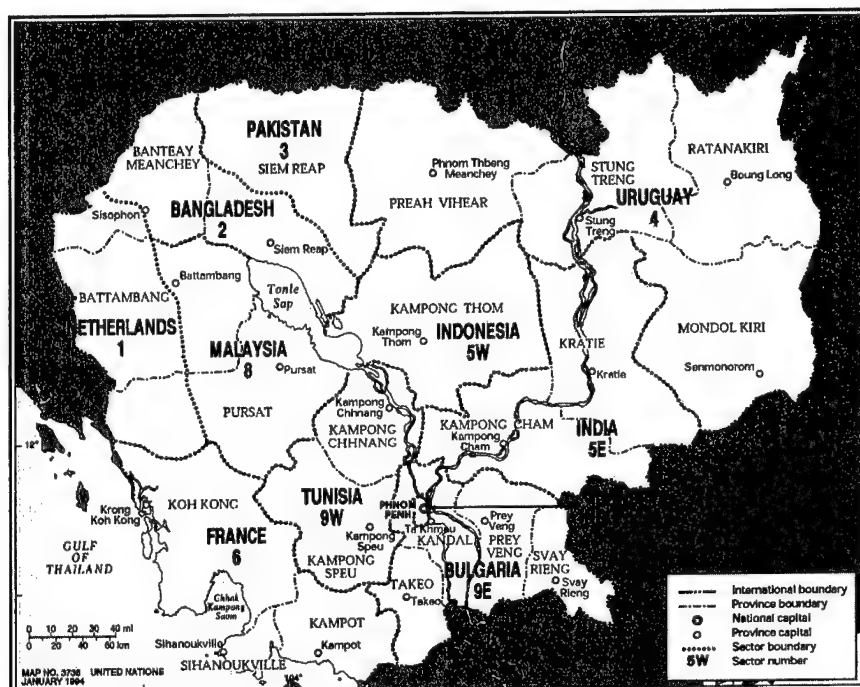 PAKISTAN
3
SIEM REAP
BANTEAY
MEANCHEY
Phnom Thbeng
Meanchey
PREAH VIHEAR
STUNG
TRENG
RATANAKIRI
Boung Long
URUGUAY
4
Stung
Treng
Sisophon
BANGLADESH
2
Siem Reap
Battambang
BATTAMBANG
Tonle
Sap
NETHERLANDS
1
MALAYSIA
8
Pursat
PURSAT
KAMPONG THOM
Kampong
Thom
INDONESIA
5W
KRATIE
Kratie
MONDOL KIRI
Senmonorom
Kampong
Chhnang
KAMPONG
CHHNANG
KAMPONG CHAM
Kampong
Cham
INDIA
5E
12°
KOH KONG
Krong
Koh Kong
GULF
OF
THAILAND
FRANCE
6
TUNISIA
9W
Kampong
Speu
KAMPONG
SPEU
PHNOM
PENH
Ta Khmau
KANDAL
Prey
Veng
PREY
VENG
SVAY
RIENG
Svay
Rieng
BULGARIA
9E
TAKEO
Takeo
Chhak
Kampong
Saom
KAMPOT
Kampot
Sihanoukville
SIHANOUKVILLE
104°
0 20 40 60 km
0 20 40 mi
MAP NO. 3736 UNITED NATIONS
JANUARY 1994
International boundary
Province boundary
National capital
Province capital
Sector boundary
5W Sector number